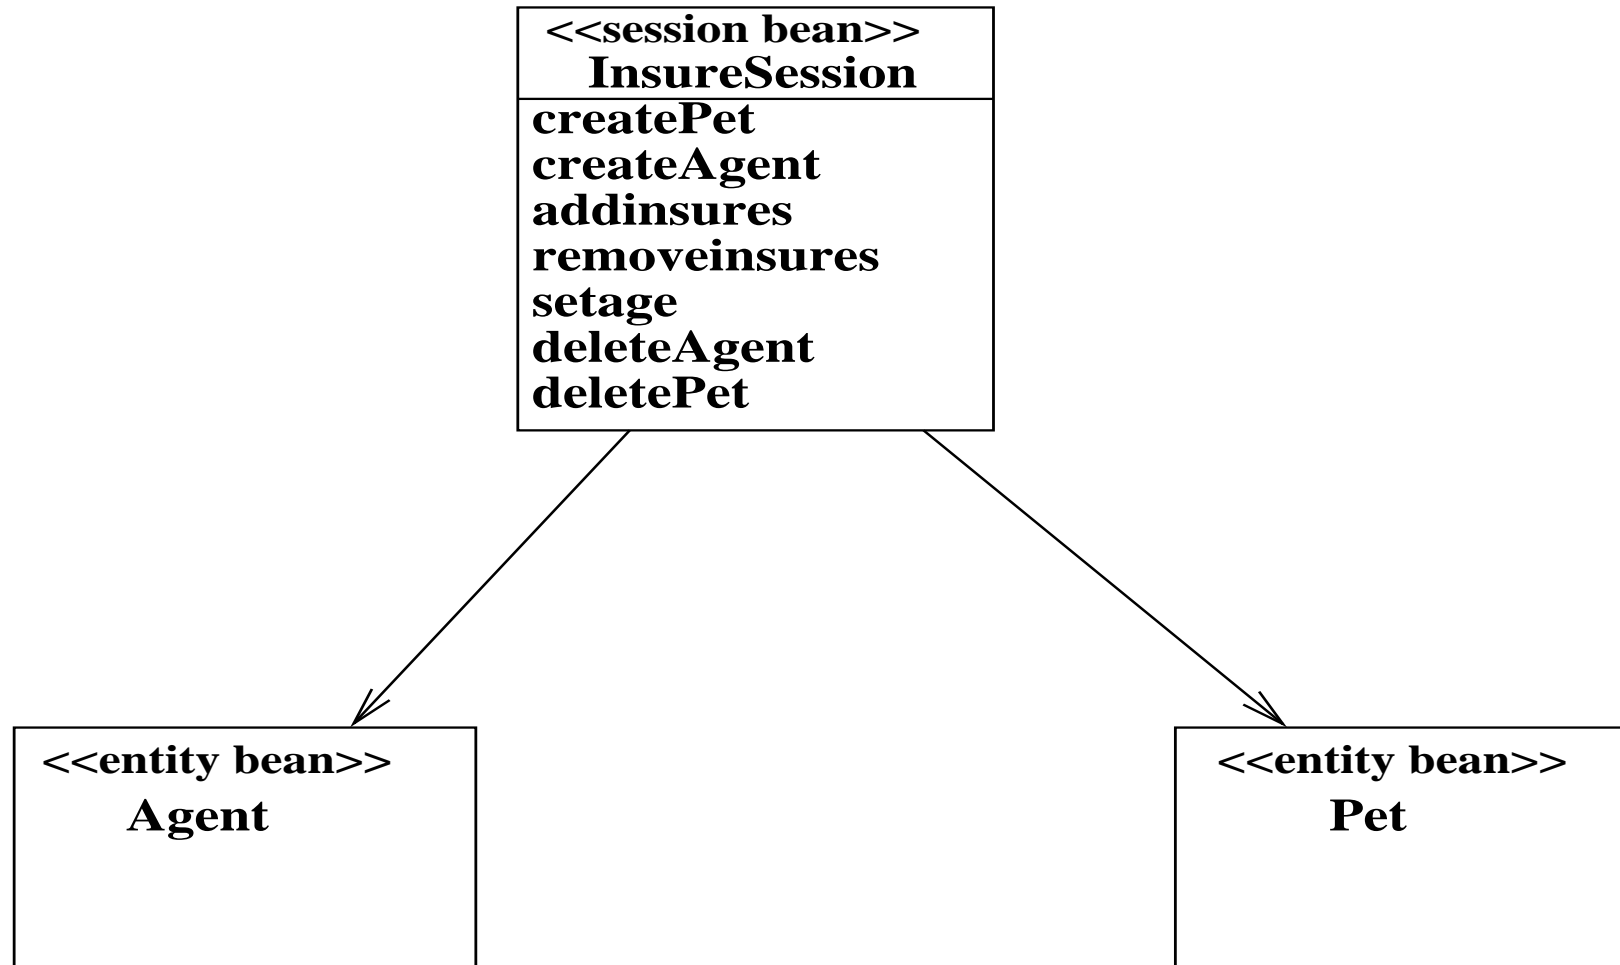 <<session bean>>
InsureSession
createPet
createAgent
addinsures
removeinsures
setage
deleteAgent
deletePet
<<entity bean>>
Agent
<<entity bean>>
Pet